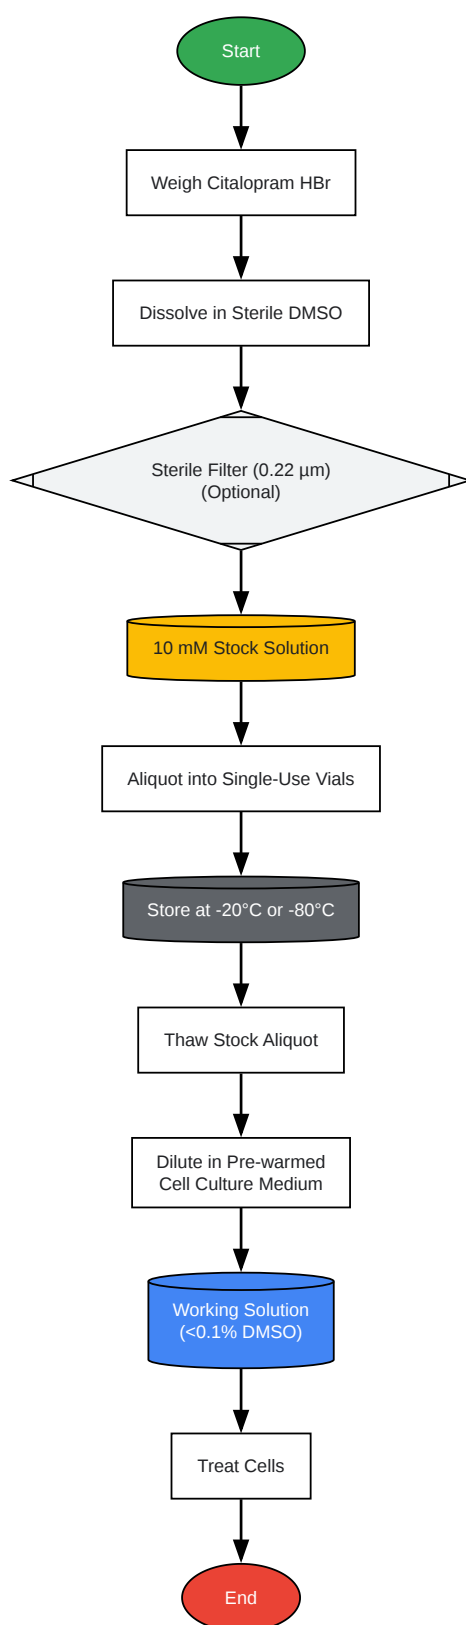 Start
Weigh Citalopram HBr
Dissolve in Sterile DMSO
Sterile Filter (0.22 µm)
(Optional)
10 mM Stock Solution
Aliquot into Single-Use Vials
Store at -20°C or -80°C
Thaw Stock Aliquot
Dilute in Pre-warmed
Cell Culture Medium
Working Solution
(<0.1% DMSO)
Treat Cells
End